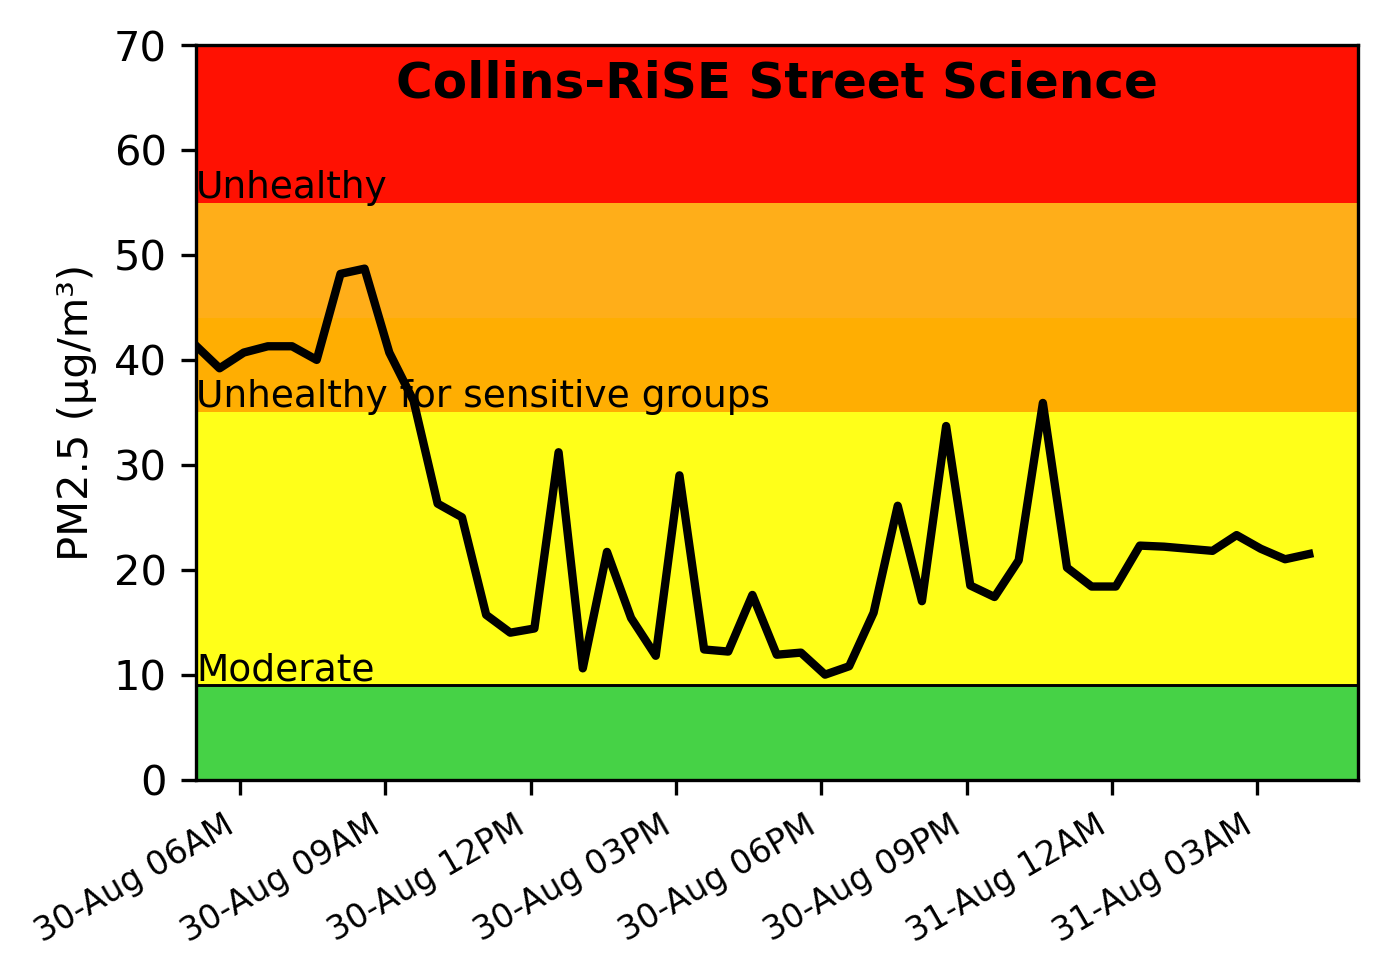 Collins-RiSE Street Science
70
60
Unhealthy
50
40
Unhealthy for sensitive groups
30
20
Moderate
10
0
PM2.5 (µg/m³)
30-Aug 06AM
30-Aug 09AM
30-Aug 12PM
30-Aug 03PM
30-Aug 06PM
30-Aug 09PM
31-Aug 12AM
31-Aug 03AM